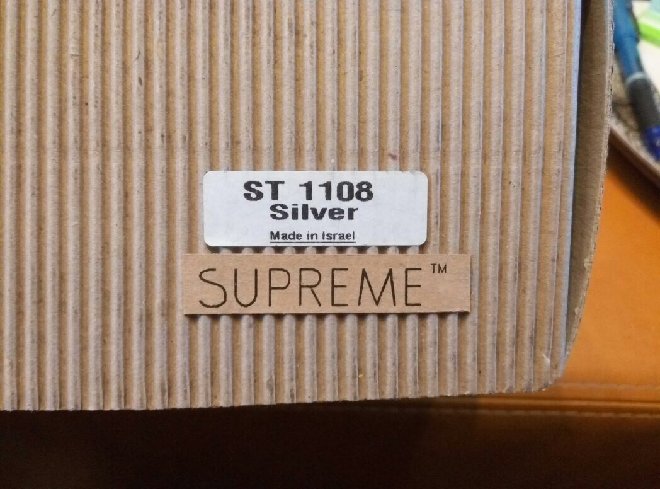 ST 1108
Silver
Made in Israel
SUPREME™